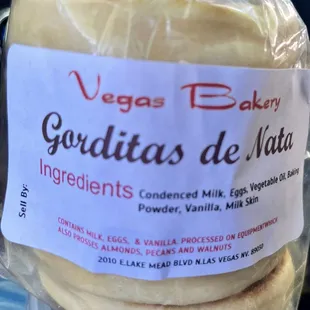 Vegas Bakery
Gorditas de Nata
Ingredients Condenced Milk, Eggs, Vegetable Oil, Baking
Powder, Vanilla, Milk Skin
Sell By:
CONTAINS MILK, EGGS, & VANILLA. PROCESSED ON EQUIPMENTWHICH
ALSO PROSSES ALMONDS, PECANS AND WALNUTS
2010 E.LAKE MEAD BLVD N.LAS VEGAS NV. 89030